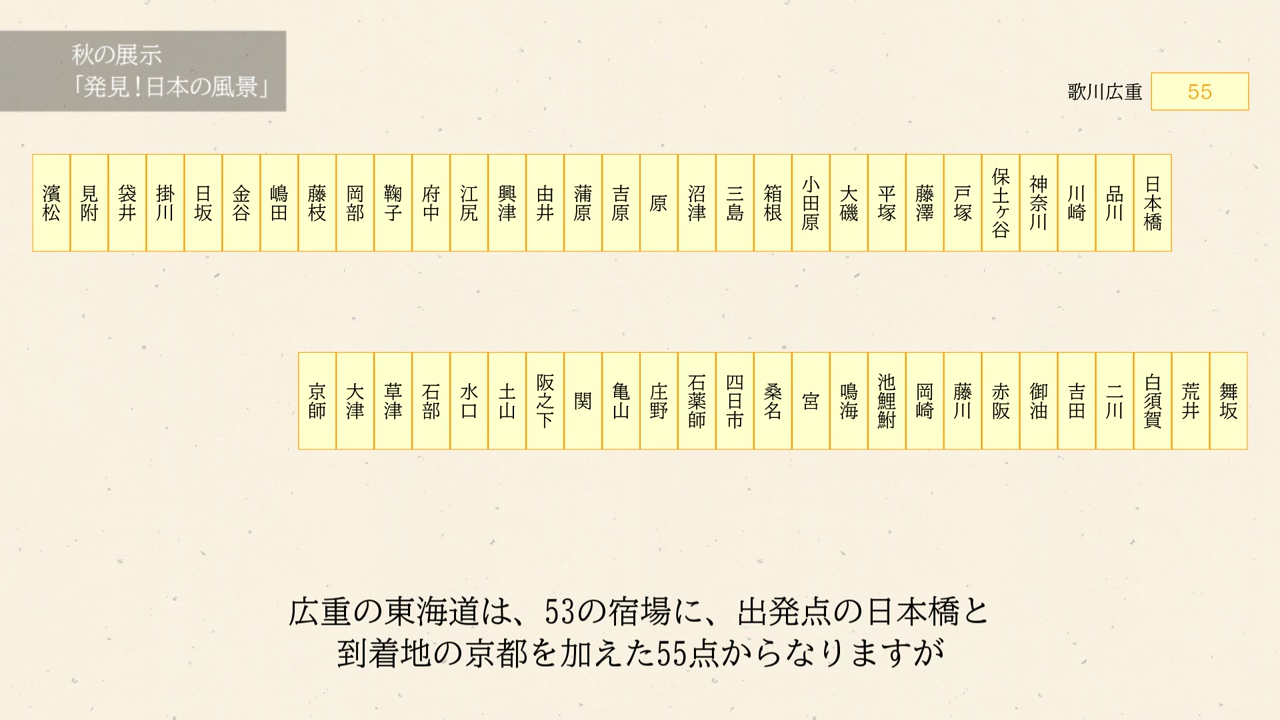 秋の展示
「発見!日本の風景」
歌川広重 55
日本橋
品川
川崎
神奈川
保土ヶ谷
戸塚
藤澤
平塚
大磯
小田原
箱根
三島
沼津
原
吉原
蒲原
由井
興津
江尻
府中
鞠子
岡部
藤枝
嶋田
金谷
日坂
掛川
袋井
見附
濱松
舞坂
荒井
白須賀
二川
吉田
御油
赤阪
藤川
岡崎
池鯉鮒
鳴海
宮
桑名
四日市
石薬師
庄野
亀山
関
阪之下
土山
水口
石部
草津
大津
京師
広重の東海道は、53の宿場に、出発点の日本橋と
到着地の京都を加えた55点からなりますが